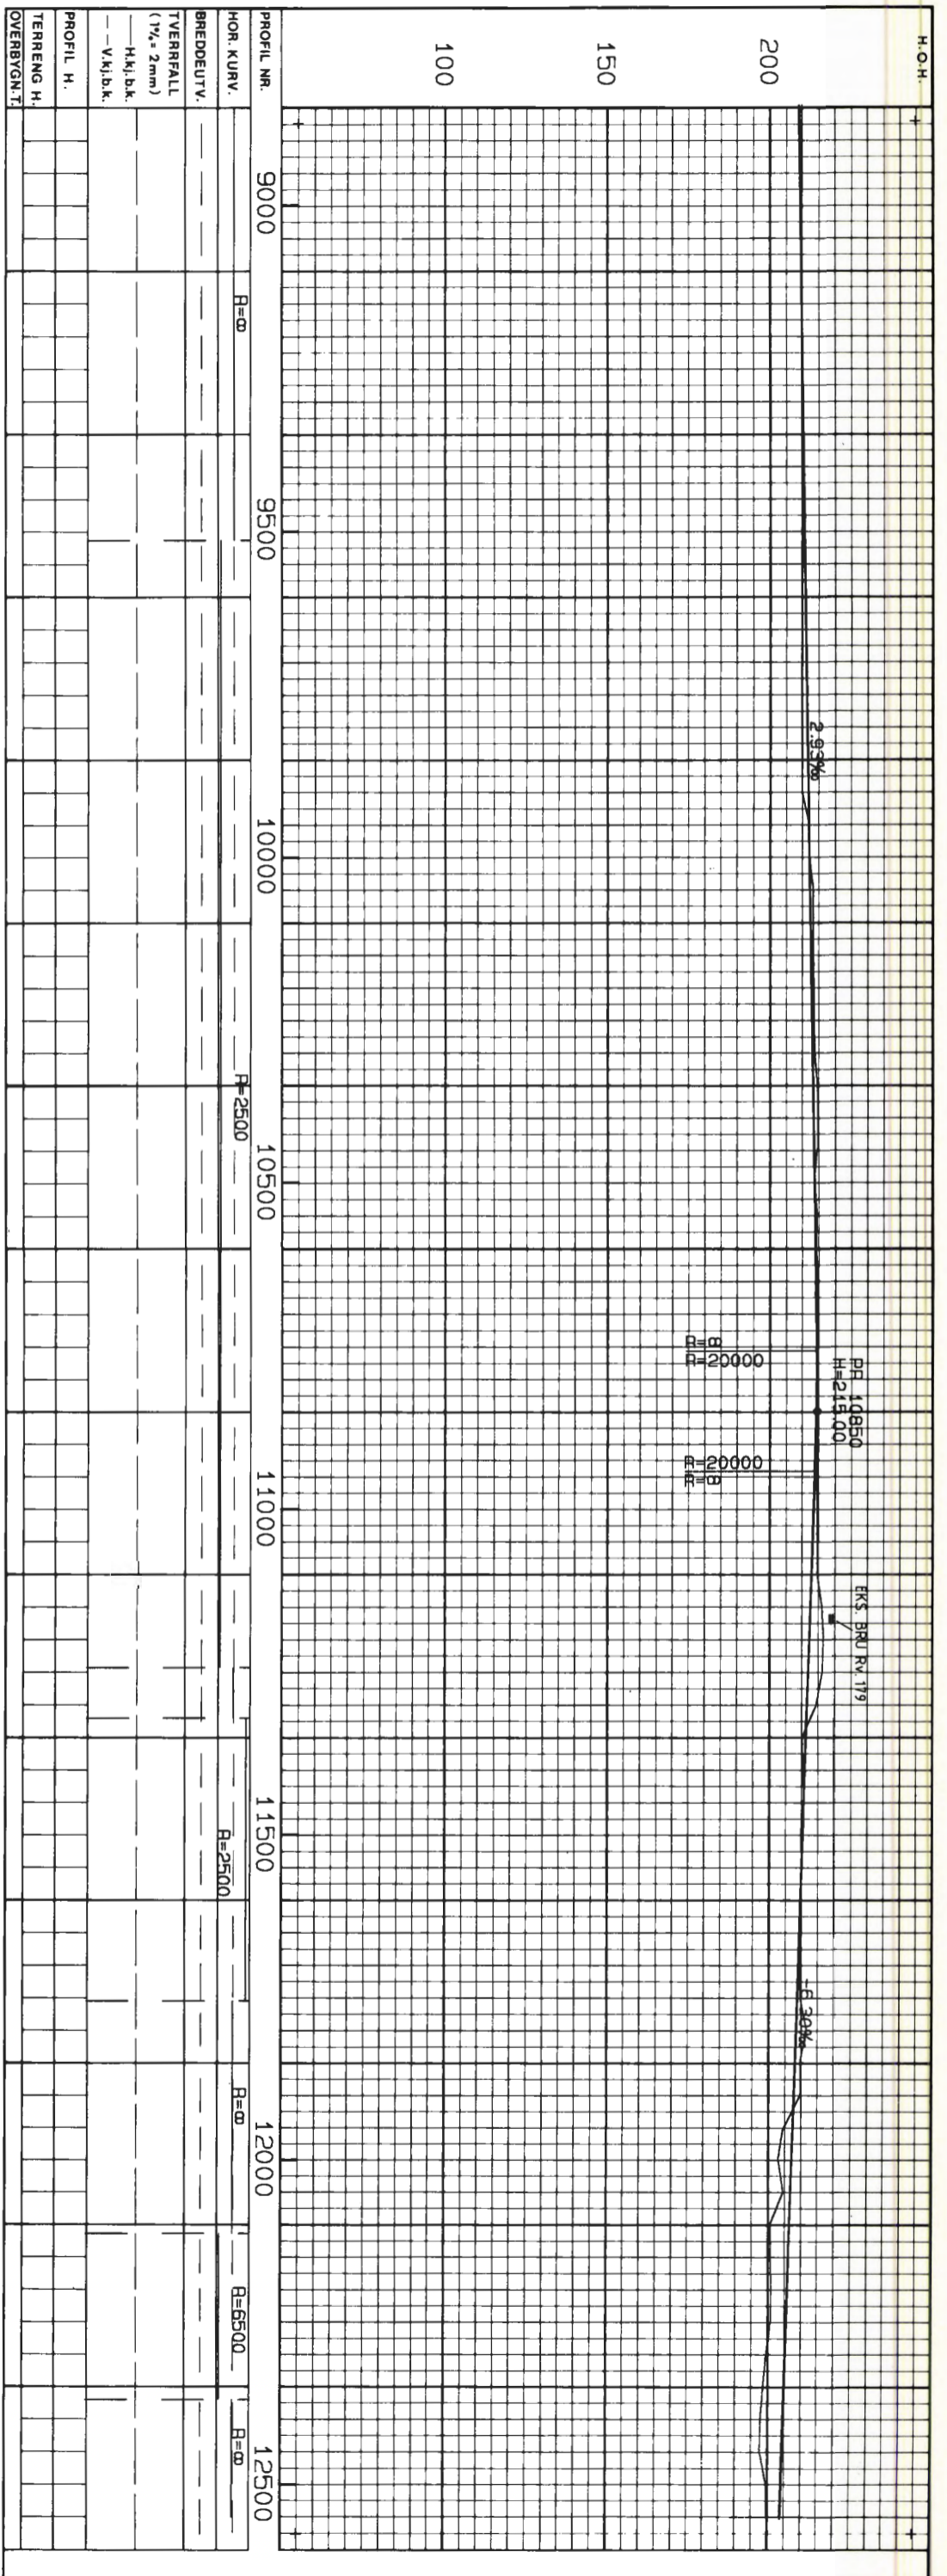 H.O.H.
200
150
100
2.93‰
R=∞
R=20000
PR 10850
H=215.00
R=20000
R=∞
EKS. BRU Rv. 179
-6.30‰
PROFIL NR.
9000
9500
10000
10500
11000
11500
12000
12500
HOR. KURV.
R=∞
R=2500
R=2500
R=∞
R=6500
R=∞
BREDDEUTV.
TVERRFALL
(1% = 2mm)
H.kj.b.k.
V.kj.b.k.
PROFIL H.
TERRENG H.
OVERBYGN.T.